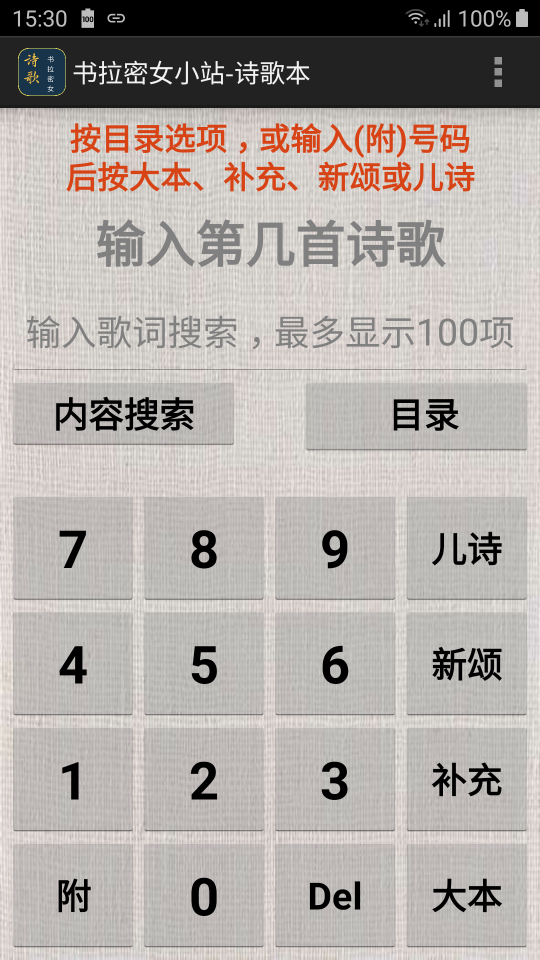 15:30
100
100%
诗歌
书拉密女
书拉密女小站-诗歌本
按目录选项，或输入(附)号码
后按大本、补充、新颂或儿诗
输入第几首诗歌
输入歌词搜索，最多显示100项
内容搜索 目录
7 8 9 儿诗
4 5 6 新颂
1 2 3 补充
附 0 Del 大本